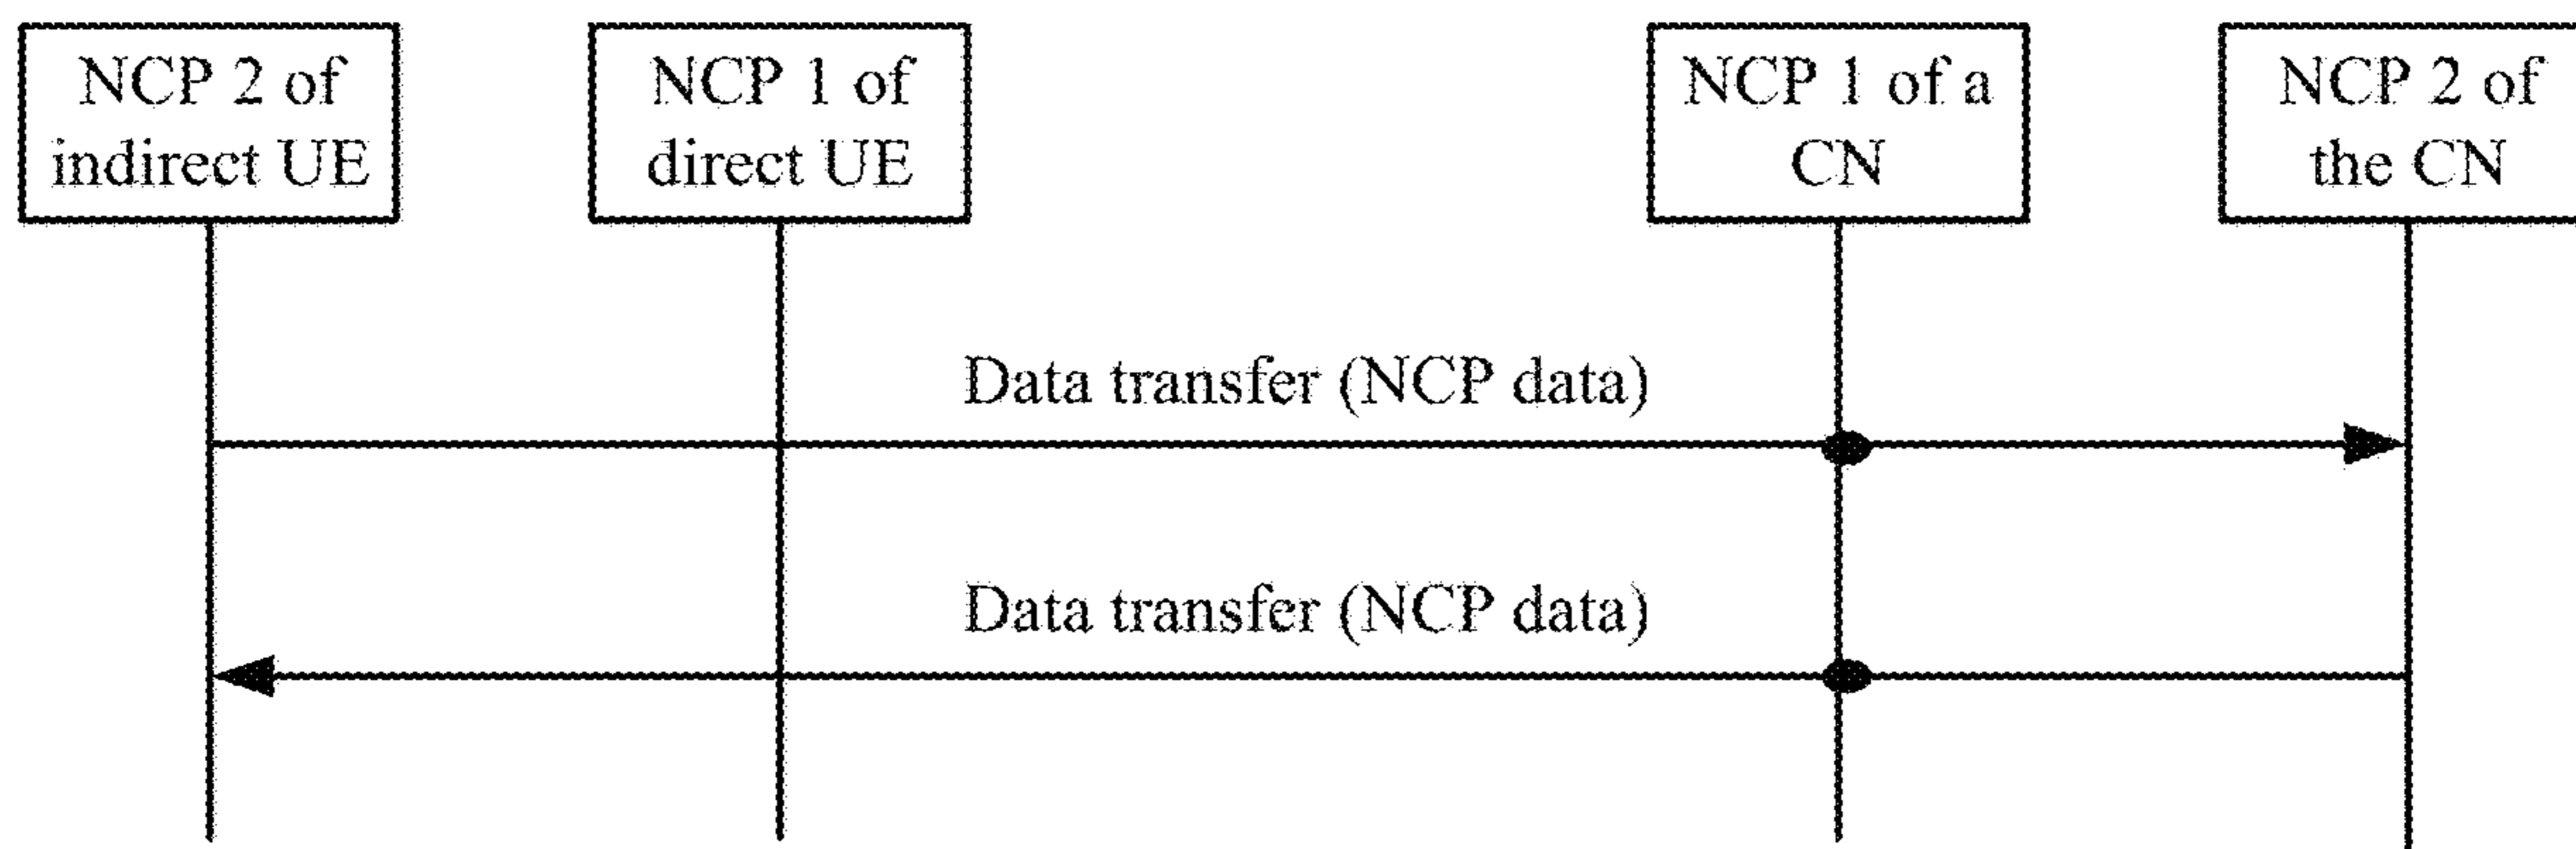 NCP 2 of
indirect UE
NCP 1 of
direct UE
NCP 1 of a
CN
NCP 2 of
the CN
Data transfer (NCP data)
Data transfer (NCP data)